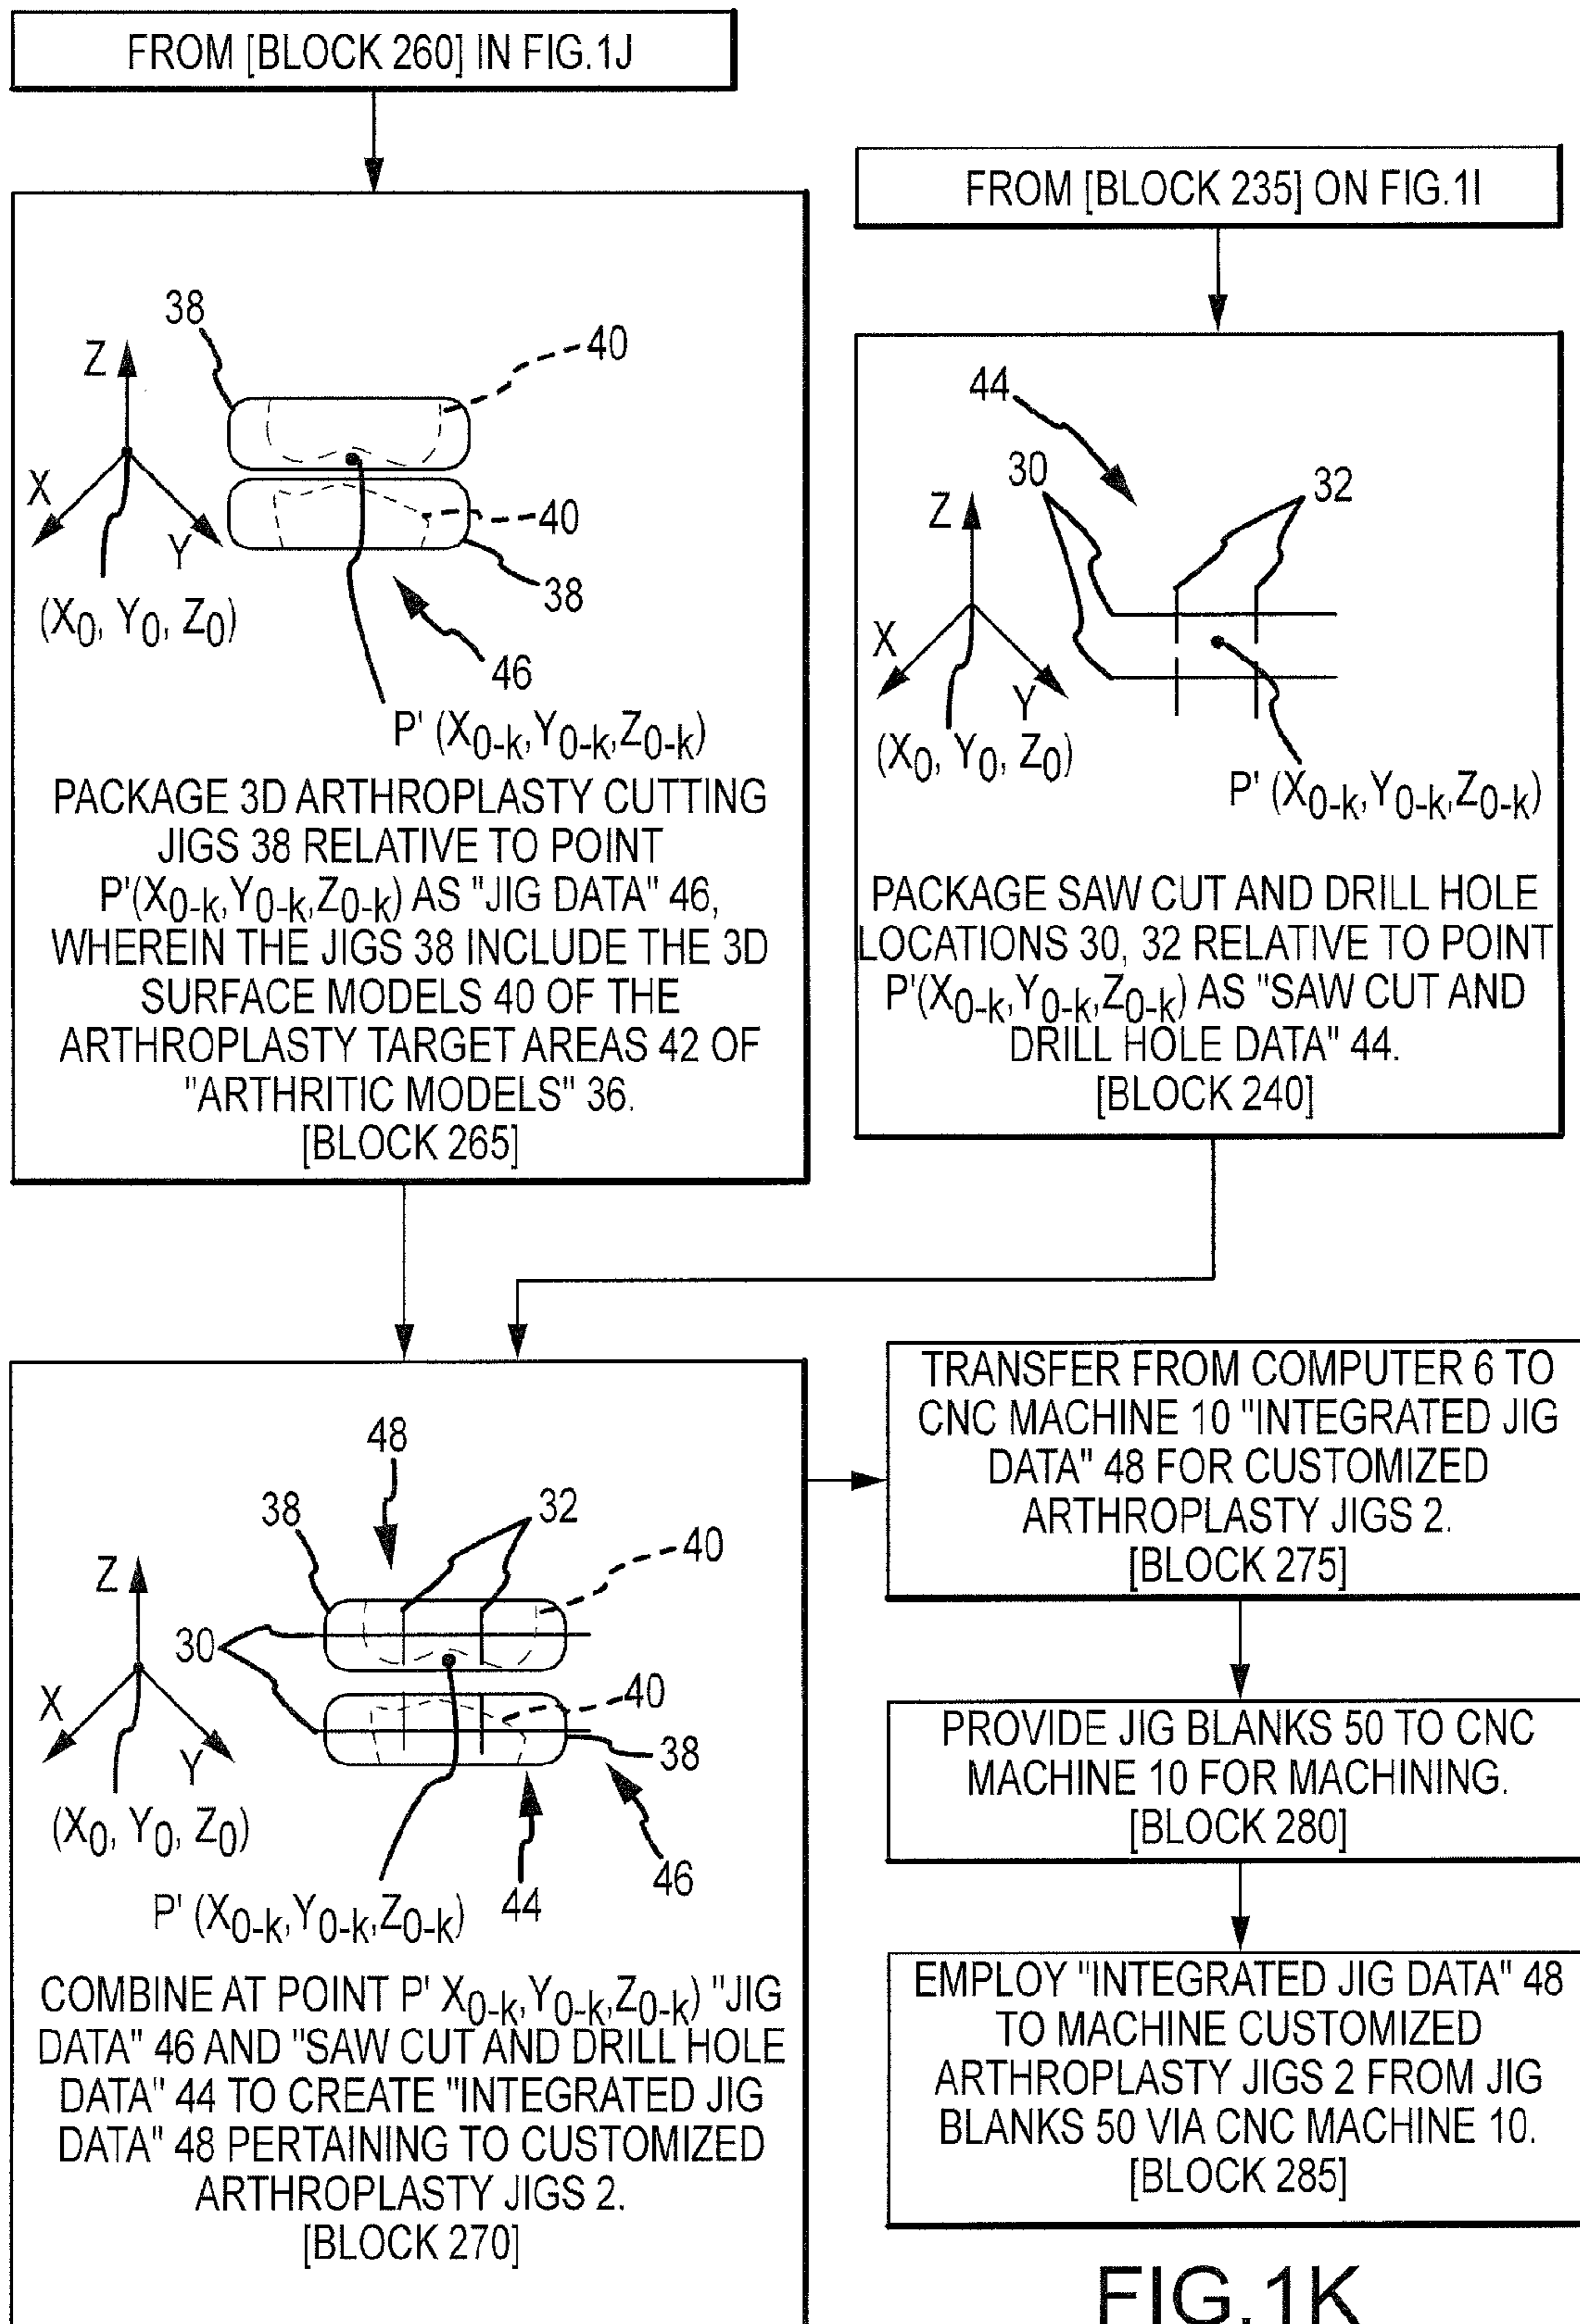 FROM [BLOCK 260] IN FIG.1J
38
40
Z
X
Y
40
38
(X0, Y0, Z0)
46
P' (X0-k,Y0-k,Z0-k)
PACKAGE 3D ARTHROPLASTY CUTTING
JIGS 38 RELATIVE TO POINT
P'(X0-k,Y0-k,Z0-k) AS "JIG DATA" 46,
WHEREIN THE JIGS 38 INCLUDE THE 3D
SURFACE MODELS 40 OF THE
ARTHROPLASTY TARGET AREAS 42 OF
"ARTHRITIC MODELS" 36.
[BLOCK 265]
FROM [BLOCK 235] ON FIG.1I
44
30
32
Z
X
Y
(X0, Y0, Z0)
P' (X0-k,Y0-k,Z0-k)
PACKAGE SAW CUT AND DRILL HOLE
LOCATIONS 30, 32 RELATIVE TO POINT
P'(X0-k,Y0-k,Z0-k) AS "SAW CUT AND
DRILL HOLE DATA" 44.
[BLOCK 240]
48
38
32
40
Z
30
X
Y
40
38
(X0, Y0, Z0)
46
P' (X0-k,Y0-k,Z0-k)
44
COMBINE AT POINT P' X0-k,Y0-k,Z0-k) "JIG
DATA" 46 AND "SAW CUT AND DRILL HOLE
DATA" 44 TO CREATE "INTEGRATED JIG
DATA" 48 PERTAINING TO CUSTOMIZED
ARTHROPLASTY JIGS 2.
[BLOCK 270]
TRANSFER FROM COMPUTER 6 TO
CNC MACHINE 10 "INTEGRATED JIG
DATA" 48 FOR CUSTOMIZED
ARTHROPLASTY JIGS 2.
[BLOCK 275]
PROVIDE JIG BLANKS 50 TO CNC
MACHINE 10 FOR MACHINING.
[BLOCK 280]
EMPLOY "INTEGRATED JIG DATA" 48
TO MACHINE CUSTOMIZED
ARTHROPLASTY JIGS 2 FROM JIG
BLANKS 50 VIA CNC MACHINE 10.
[BLOCK 285]
FIG.1K